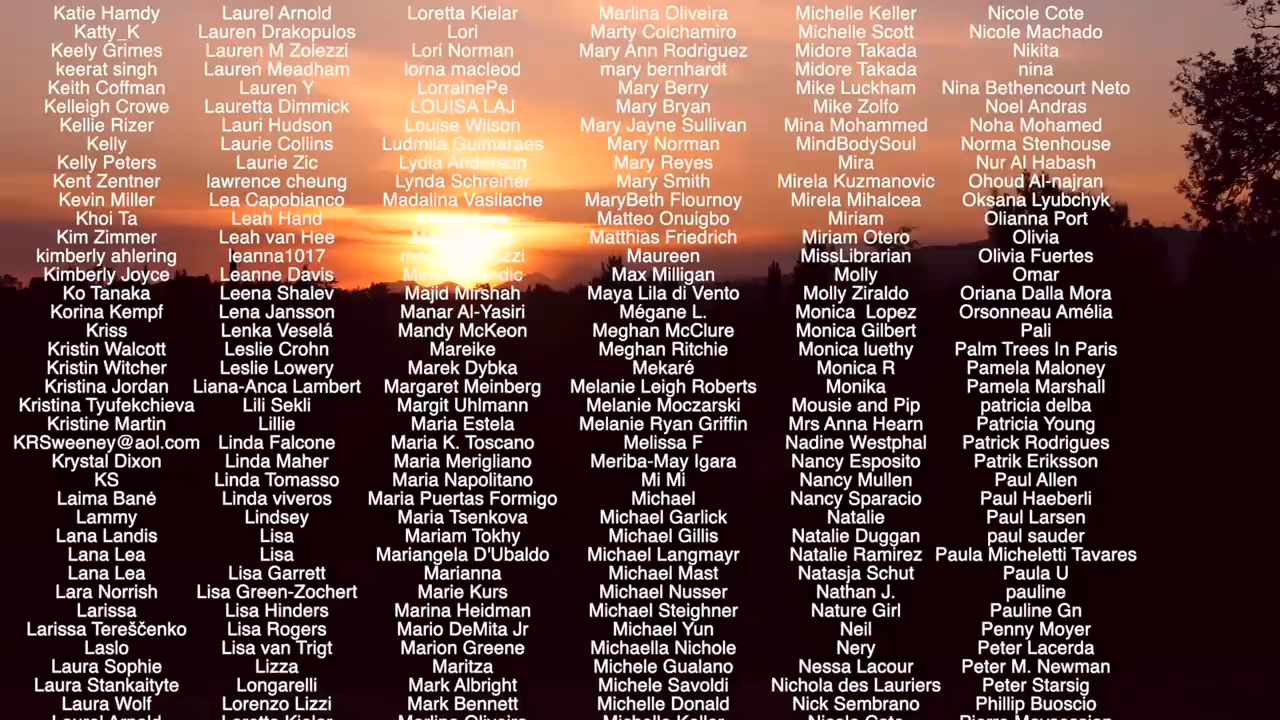 Katie Hamdy
Katty_K
Keely Grimes
keerat singh
Keith Coffman
Kelleigh Crowe
Kellie Rizer
Kelly
Kelly Peters
Kent Zentner
Kevin Miller
Khoi Ta
Kim Zimmer
kimberly ahlering
Kimberly Joyce
Ko Tanaka
Korina Kempf
Kriss
Kristin Walcott
Kristin Witcher
Kristina Jordan
Kristina Tyufekchieva
Kristine Martin
KRSweeney@aol.com
Krystal Dixon
KS
Laima Banė
Lammy
Lana Landis
Lana Lea
Lana Lea
Lara Norrish
Larissa
Larissa Tereščenko
Laslo
Laura Sophie
Laura Stankaityte
Laura Wolf
Laurel Arnold
Laurel Arnold
Lauren Drakopulos
Lauren M Zolezzi
Lauren Meadham
Lauren Y
Lauretta Dimmick
Lauri Hudson
Laurie Collins
Laurie Zic
lawrence cheung
Lea Capobianco
Leah Hand
Leah van Hee
leanna1017
Leanne Davis
Leena Shalev
Lena Jansson
Lenka Veselá
Leslie Crohn
Leslie Lowery
Liana-Anca Lambert
Lili Sekli
Lillie
Linda Falcone
Linda Maher
Linda Tomasso
Linda viveros
Lindsey
Lisa
Lisa
Lisa Garrett
Lisa Green-Zochert
Lisa Hinders
Lisa Rogers
Lisa van Trigt
Lizza
Longarelli
Lorenzo Lizzi
Loretta Kielar
Loretta Kielar
Lori
Lorí Norman
lorna macleod
LorrainePe
LOUISA LAJ
Louise Wilson
Ludmila Guimaraes
Lydia Anderson
Lynda Schreiner
Madalina Vasilache
Majid Mirshah
Manar Al-Yasiri
Mandy McKeon
Mareike
Marek Dybka
Margaret Meinberg
Margit Uhlmann
Maria Estela
Maria K. Toscano
Maria Merigliano
Maria Napolitano
Maria Puertas Formigo
Maria Tsenkova
Mariam Tokhy
Mariangela D'Ubaldo
Marianna
Marie Kurs
Marina Heidman
Mario DeMita Jr
Marion Greene
Maritza
Mark Albright
Mark Bennett
Marlina Oliveira
Marlina Oliveira
Marty Colchamiro
Mary Ann Rodriguez
mary bernhardt
Mary Berry
Mary Bryan
Mary Jayne Sullivan
Mary Norman
Mary Reyes
Mary Smith
MaryBeth Flournoy
Matteo Onuigbo
Matthias Friedrich
Maureen
Max Milligan
Maya Lila di Vento
Mégane L.
Meghan McClure
Meghan Ritchie
Mekaré
Melanie Leigh Roberts
Melanie Moczarski
Melanie Ryan Griffin
Melissa F
Meriba-May Igara
Mi Mi
Michael
Michael Garlick
Michael Gillis
Michael Langmayr
Michael Mast
Michael Nusser
Michael Steighner
Michael Yun
Michaella Nichole
Michele Gualano
Michele Savoldi
Michelle Donald
Michelle Keller
Michelle Keller
Michelle Scott
Midore Takada
Midore Takada
Mike Luckham
Mike Zolfo
Mina Mohammed
MindBodySoul
Mira
Mirela Kuzmanovic
Mirela Mihalcea
Miriam
Miriam Otero
MissLibrarian
Molly
Molly Ziraldo
Monica  Lopez
Monica Gilbert
Monica luethy
Monica R
Monika
Mousie and Pip
Mrs Anna Hearn
Nadine Westphal
Nancy Esposito
Nancy Mullen
Nancy Sparacio
Natalie
Natalie Duggan
Natalie Ramirez
Natasja Schut
Nathan J.
Nature Girl
Neil
Nery
Nessa Lacour
Nichola des Lauriers
Nick Sembrano
Nicole Cote
Nicole Cote
Nicole Machado
Nikita
nina
Nina Bethencourt Neto
Noel Andras
Noha Mohamed
Norma Stenhouse
Nur Al Habash
Ohoud Al-najran
Oksana Lyubchyk
Olianna Port
Olivia
Olivia Fuertes
Omar
Oriana Dalla Mora
Orsonneau Amélia
Pali
Palm Trees In Paris
Pamela Maloney
Pamela Marshall
patricia delba
Patricia Young
Patrick Rodrigues
Patrik Eriksson
Paul Allen
Paul Haeberli
Paul Larsen
paul sauder
Paula Micheletti Tavares
Paula U
pauline
Pauline Gn
Penny Moyer
Peter Lacerda
Peter M. Newman
Peter Starsig
Phillip Buoscio